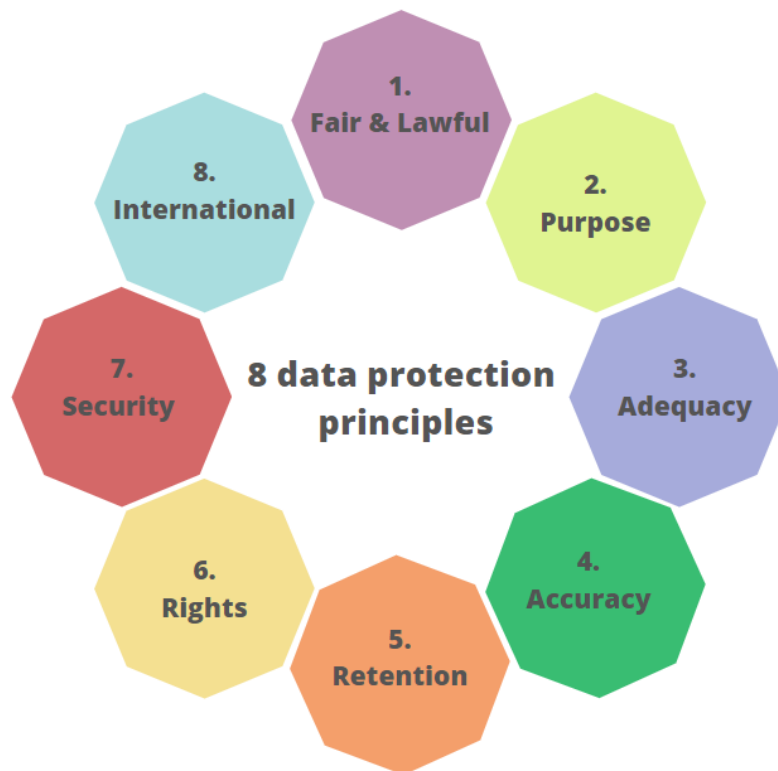 8 data protection
principles
1.
Fair & Lawful
2.
Purpose
3.
Adequacy
4.
Accuracy
5.
Retention
6.
Rights
7.
Security
8.
International